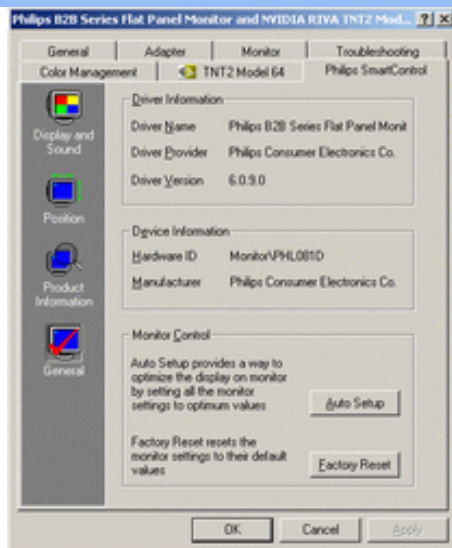 Philips B2B Series Flat Panel Monitor and NVIDIA RIVA TNT2 Mod...
General Adapter Monitor Troubleshooting
Color Management TNT2 Model 64 Philips SmartControl
Display and
Sound
Position
Product
Information
General
Driver Information
Driver Name Philips B2B Series Flat Panel Monit
Driver Provider Philips Consumer Electronics Co.
Driver Version 6.0.9.0
Device Information
Hardware ID Monitor\PHL081D
Manufacturer Philips Consumer Electronics Co.
Monitor Control
Auto Setup provides a way to
optimize the display on monitor
by setting all the monitor
settings to optimum values
Auto Setup
Factory Reset resets the
monitor settings to their default
values
Factory Reset
OK Cancel Apply